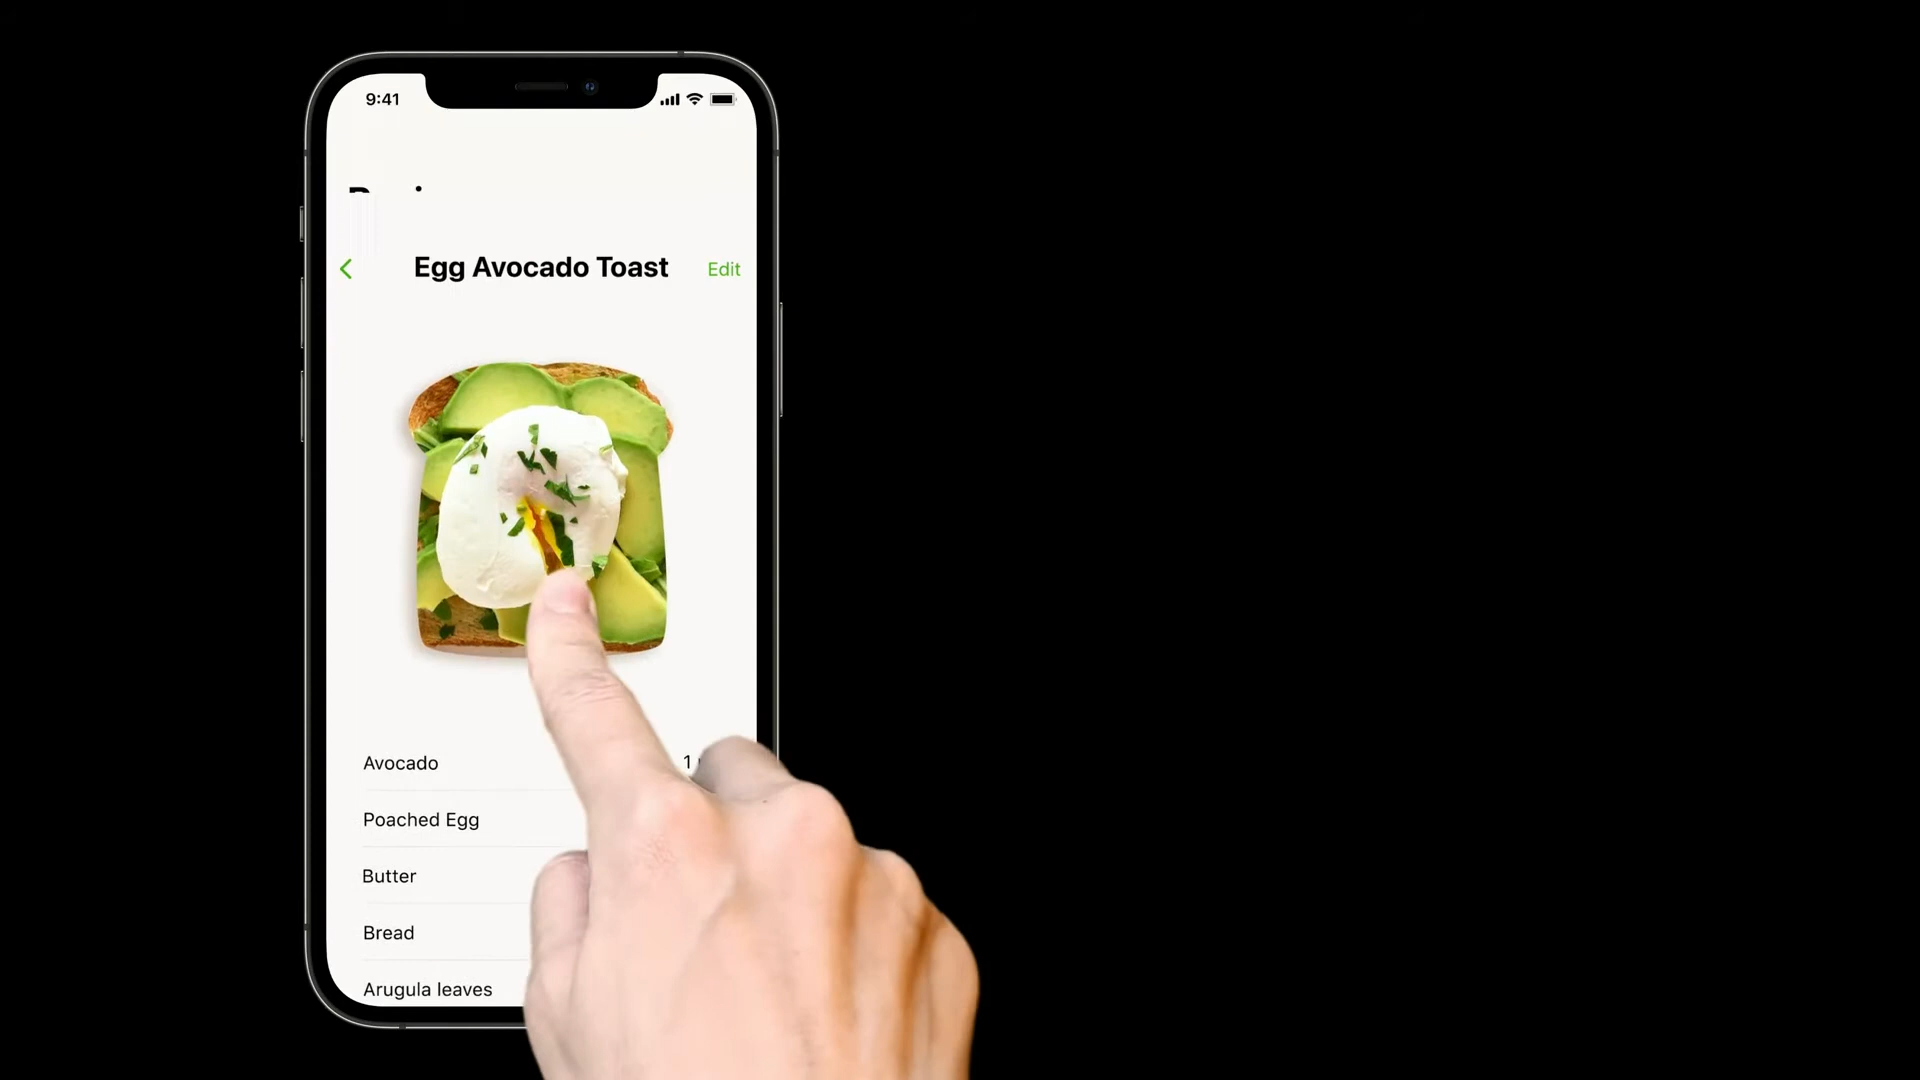 9:41
Egg Avocado Toast
Edit
Avocado
1
Poached Egg
Butter
Bread
Arugula leaves